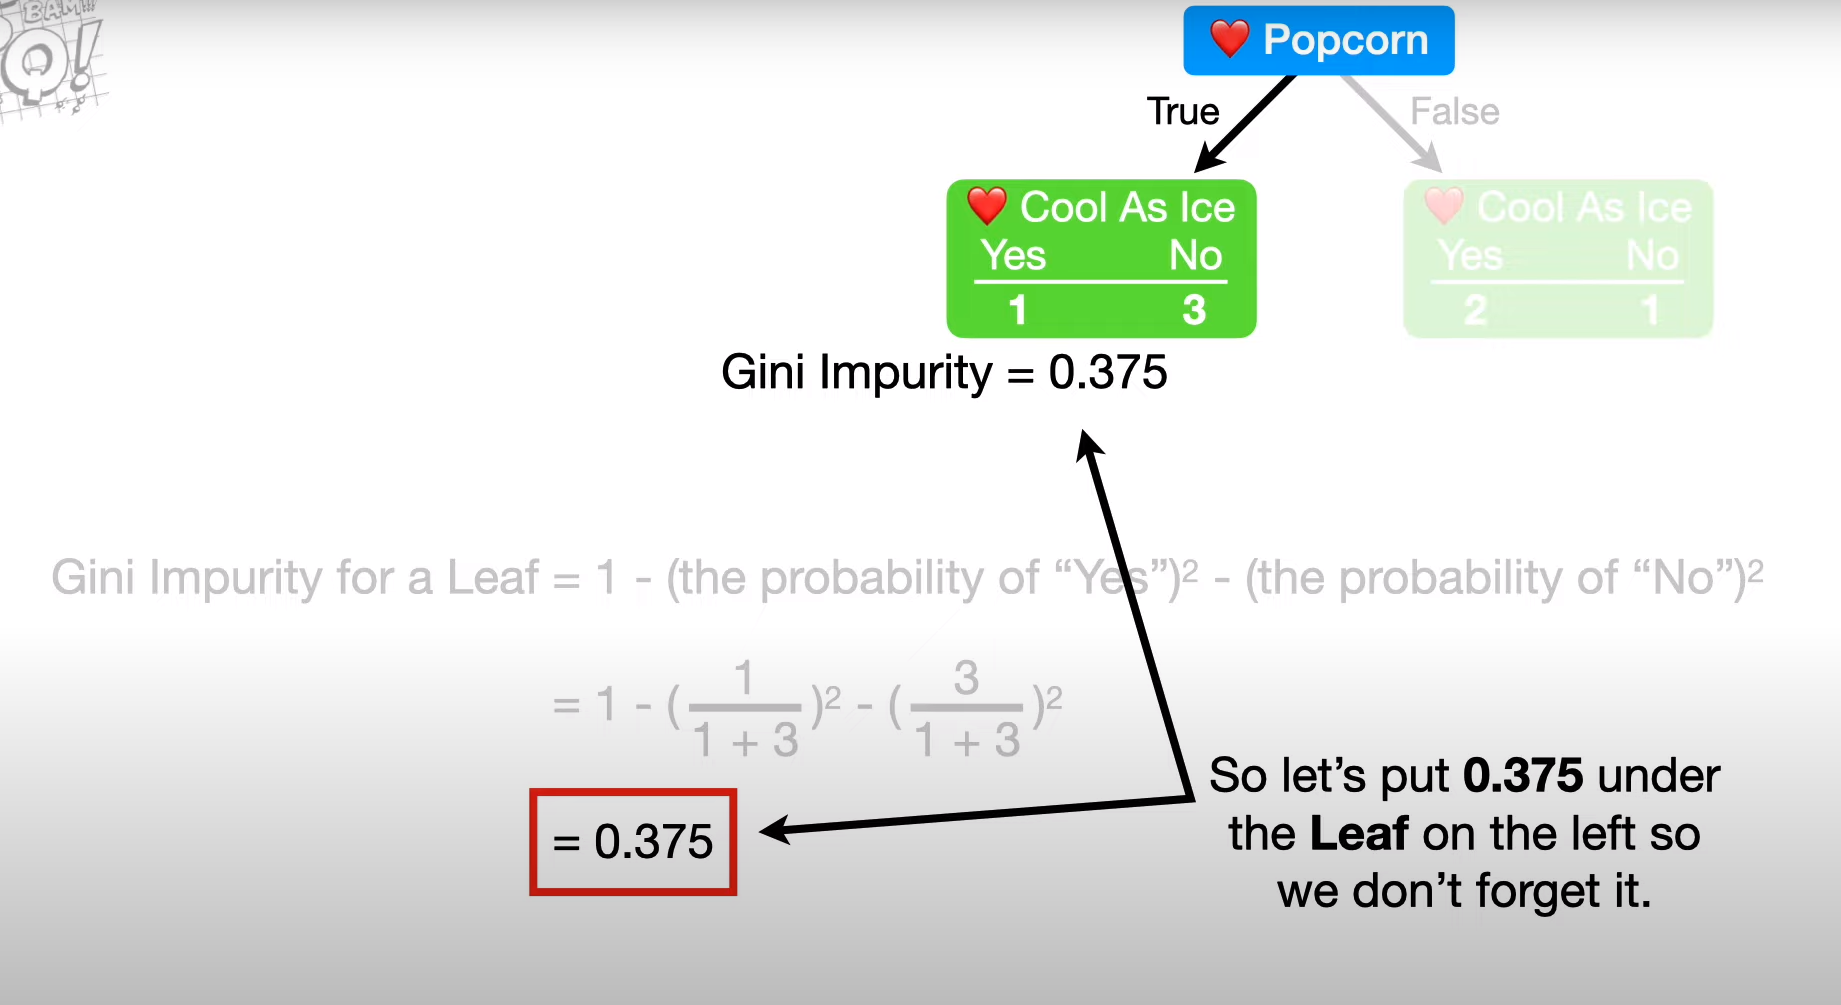 BAM!!!
Q!
❤️ Popcorn
True
False
❤️ Cool As Ice
Yes No
1 3
❤️ Cool As Ice
Yes No
2 1
Gini Impurity = 0.375
Gini Impurity for a Leaf = 1 - (the probability of “Yes”)² - (the probability of “No”)²
= 1 - (1 / 1 + 3)² - (3 / 1 + 3)²
= 0.375
So let’s put 0.375 under
the Leaf on the left so
we don’t forget it.